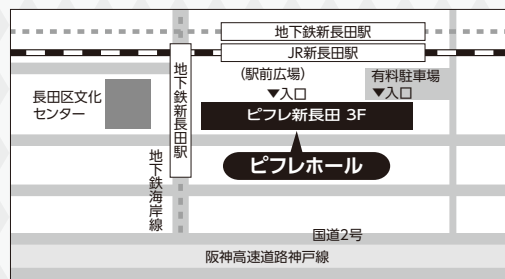 地下鉄新長田駅
JR新長田駅
(駅前広場)
▼入口
有料駐車場
▼入口
長田区文化
センター
地下鉄新長田駅
ピフレ新長田 3F
ピフレホール
地下鉄海岸線
国道2号
阪神高速道路神戸線